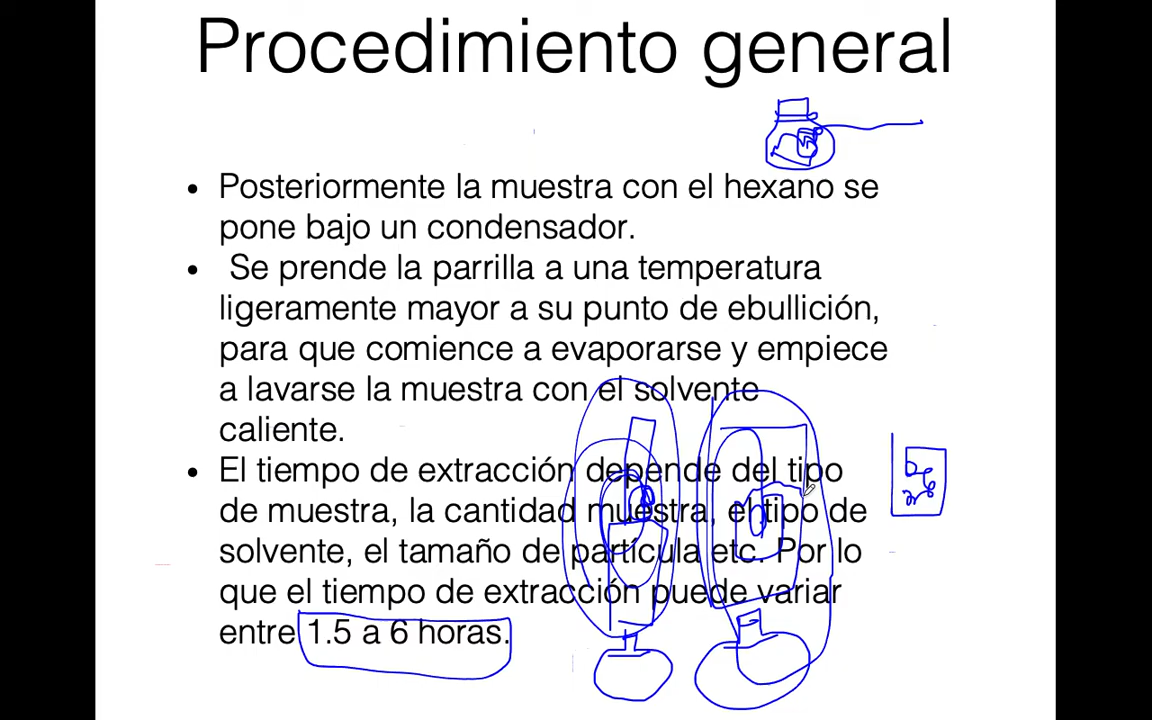 Procedimiento general
• Posteriormente la muestra con el hexano se
pone bajo un condensador.
• Se prende la parrilla a una temperatura
ligeramente mayor a su punto de ebullición,
para que comience a evaporarse y empiece
a lavarse la muestra con el solvente
caliente.
• El tiempo de extracción depende del tipo
de muestra, la cantidad muestra, el tipo de
solvente, el tamaño de partícula etc. Por lo
que el tiempo de extracción puede variar
entre 1.5 a 6 horas.